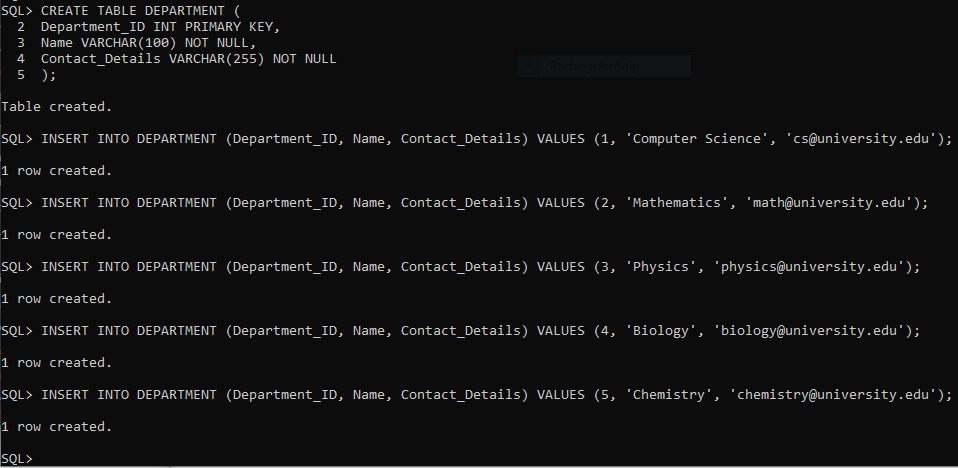 SQL> CREATE TABLE DEPARTMENT (
  2  Department_ID INT PRIMARY KEY,
  3  Name VARCHAR(100) NOT NULL,
  4  Contact_Details VARCHAR(255) NOT NULL
  5  );
Table created.
SQL> INSERT INTO DEPARTMENT (Department_ID, Name, Contact_Details) VALUES (1, 'Computer Science', 'cs@university.edu');
1 row created.
SQL> INSERT INTO DEPARTMENT (Department_ID, Name, Contact_Details) VALUES (2, 'Mathematics', 'math@university.edu');
1 row created.
SQL> INSERT INTO DEPARTMENT (Department_ID, Name, Contact_Details) VALUES (3, 'Physics', 'physics@university.edu');
1 row created.
SQL> INSERT INTO DEPARTMENT (Department_ID, Name, Contact_Details) VALUES (4, 'Biology', 'biology@university.edu');
1 row created.
SQL> INSERT INTO DEPARTMENT (Department_ID, Name, Contact_Details) VALUES (5, 'Chemistry', 'chemistry@university.edu');
1 row created.
SQL>
Rectangular Snip